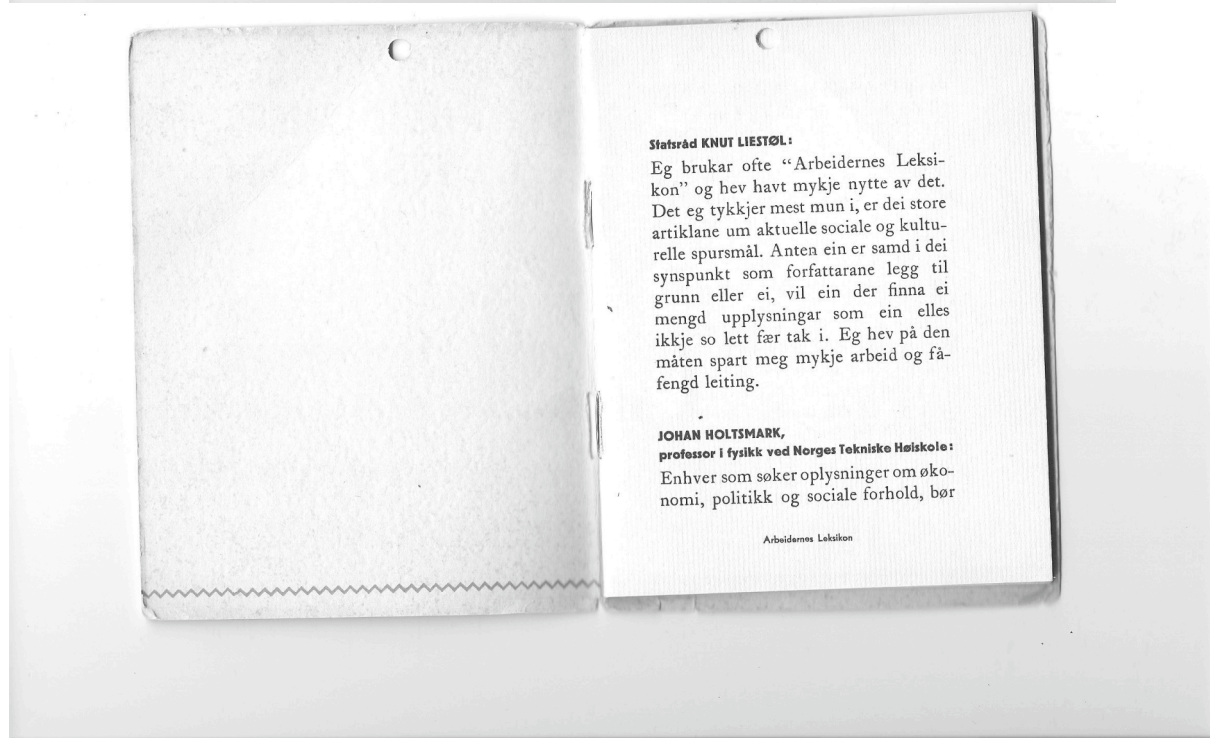 Statsråd KNUT LIESTØL:
Eg brukar ofte “Arbeidernes Leksi-
kon” og hev havt mykje nytte av det.
Det eg tykkjer mest mun i, er dei store
artiklane um aktuelle sociale og kultu-
relle spursmål. Anten ein er samd i dei
synspunkt som forfattarane legg til
grunn eller ei, vil ein der finna ei
mengd upplysningar som ein elles
ikkje so lett fær tak i. Eg hev på den
måten spart meg mykje arbeid og få-
fengd leiting.
JOHAN HOLTSMARK,
professor i fysikk ved Norges Tekniske Høiskole:
Enhver som søker oplysninger om øko-
nomi, politikk og sociale forhold, bør
Arbeidernes Leksikon